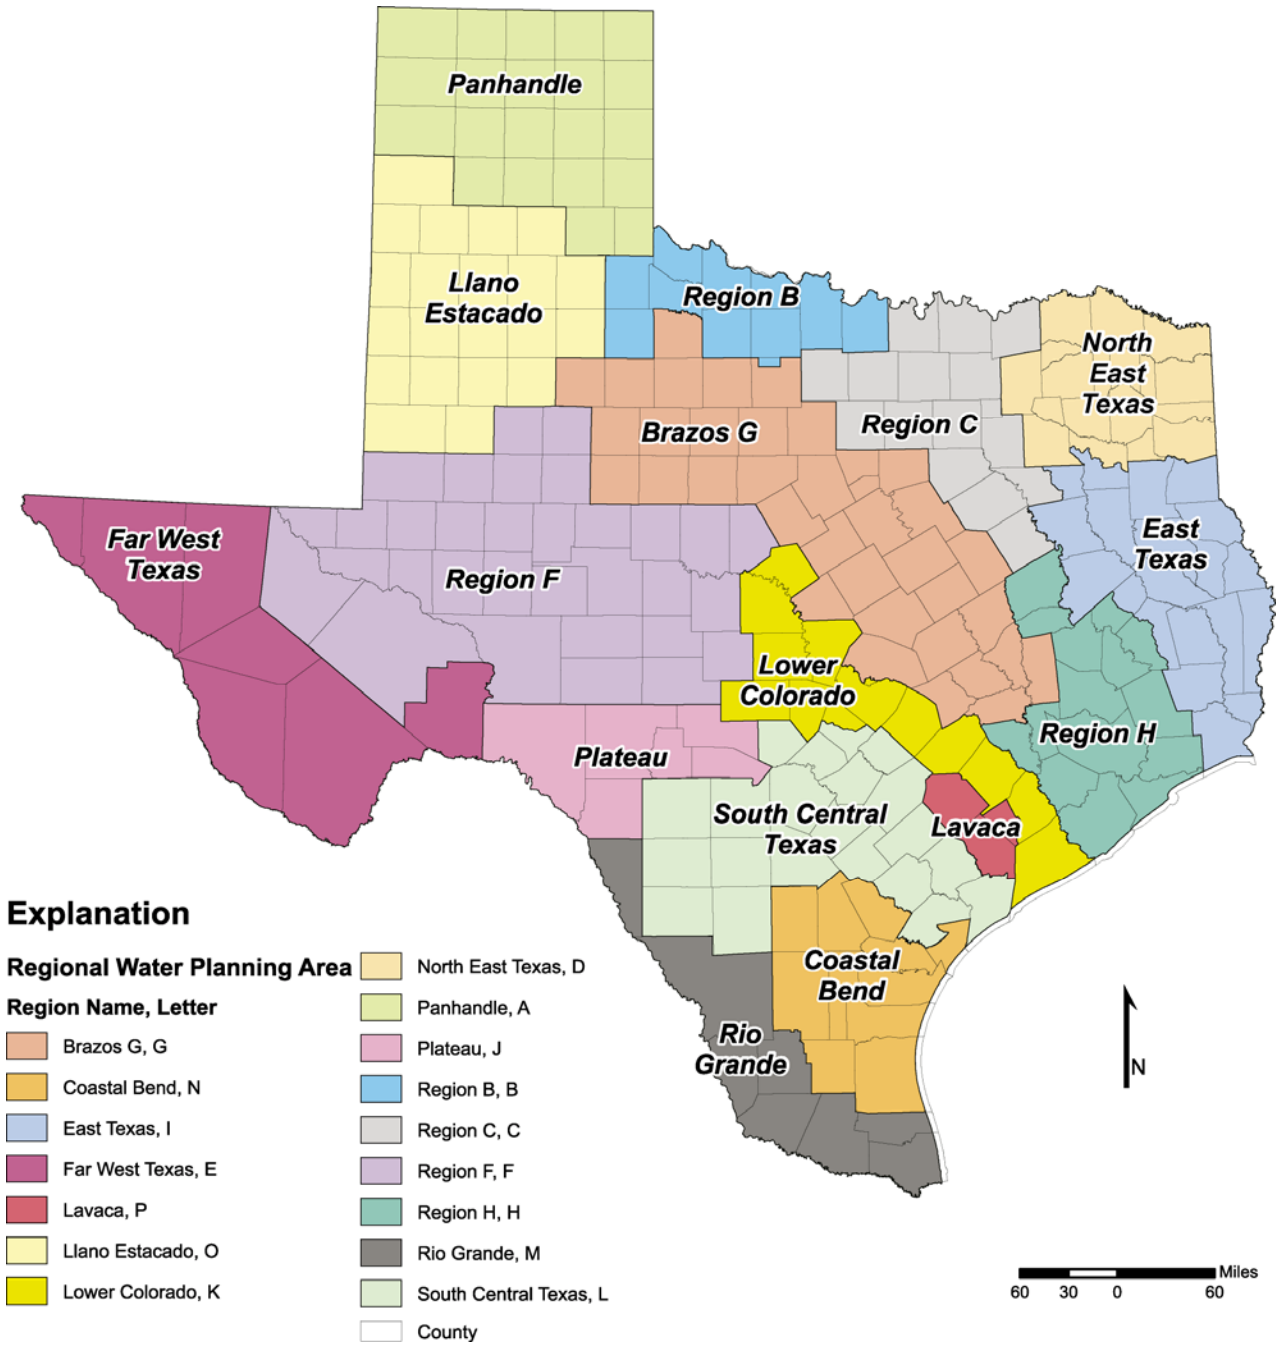 Panhandle
Llano
Estacado
Region B
North
East
Texas
Region C
Brazos G
Far West
Texas
East
Texas
Region F
Lower
Colorado
Region H
Plateau
South Central
Texas
Lavaca
Coastal
Bend
Rio
Grande
Explanation
Regional Water Planning Area
Region Name, Letter
Brazos G, G
Coastal Bend, N
East Texas, I
Far West Texas, E
Lavaca, P
Llano Estacado, O
Lower Colorado, K
North East Texas, D
Panhandle, A
Plateau, J
Region B, B
Region C, C
Region F, F
Region H, H
Rio Grande, M
South Central Texas, L
County
N
Miles
60 30 0 60